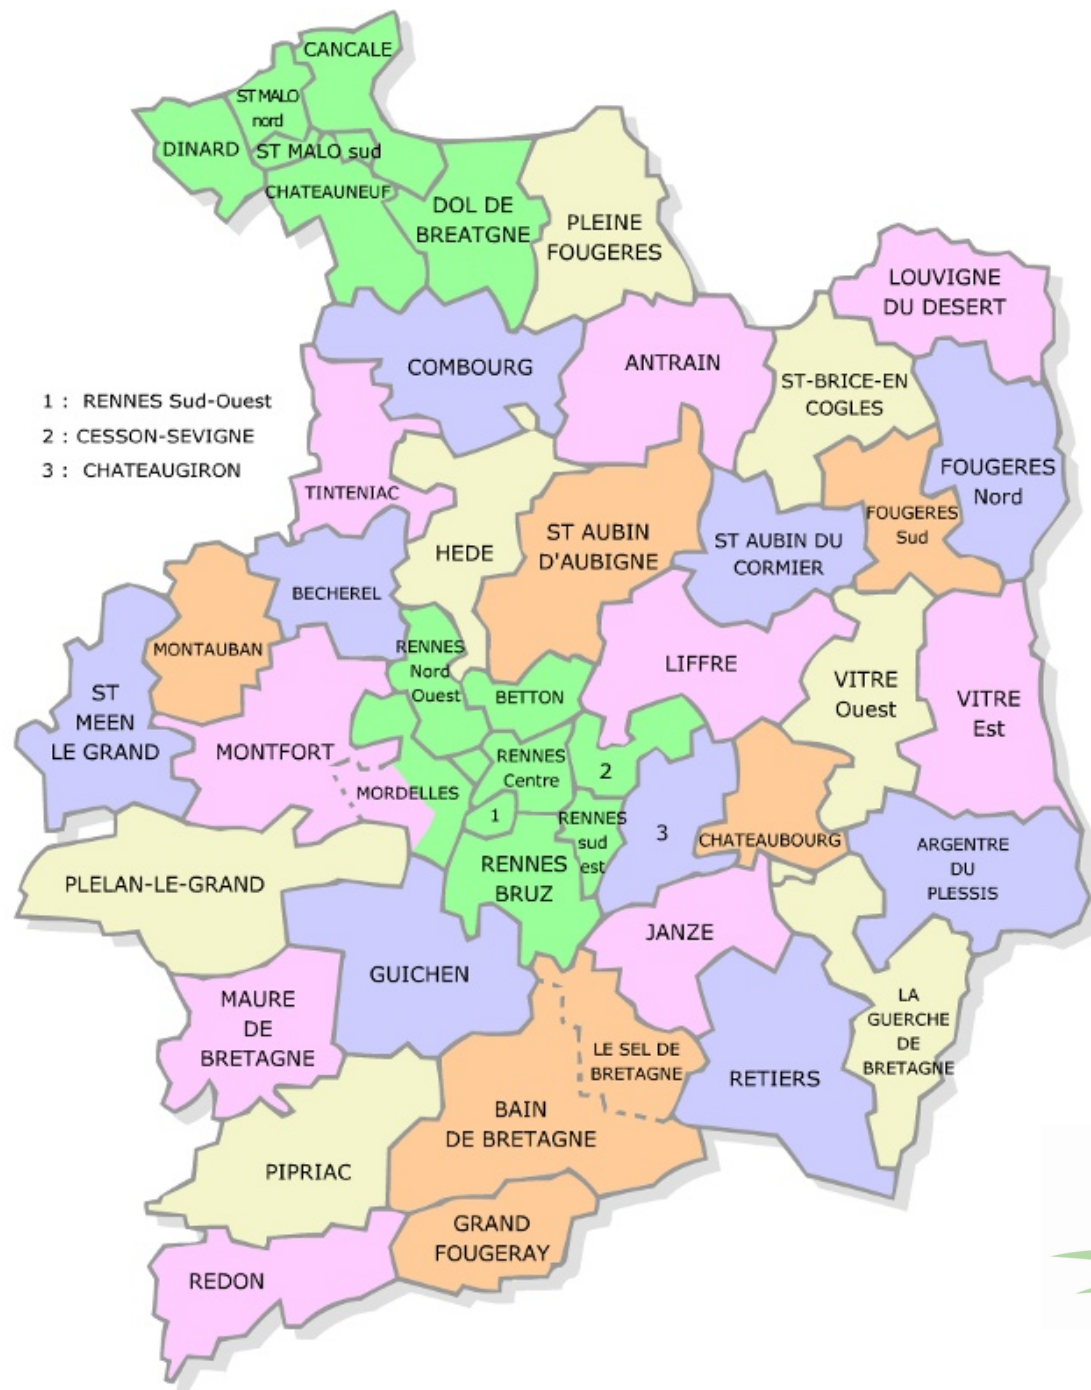 CANCALE
ST MALO
nord
DINARD
ST MALO sud
CHATEAUNEUF
DOL DE
BREATGNE
PLEINE
FOUGERES
LOUVIGNE
DU DESERT
COMBOURG
ANTRAIN
ST-BRICE-EN
COGLES
1 : RENNES Sud-Ouest
2 : CESSON-SEVIGNE
3 : CHATEAUGIRON
FOUGERES
Nord
TINTENIAC
FOUGERES
Sud
HEDE
ST AUBIN
D'AUBIGNE
ST AUBIN DU
CORMIER
BECHEREL
MONTAUBAN
RENNES
Nord
Ouest
LIFFRE
VITRE
Ouest
VITRE
Est
ST
MEEN
LE GRAND
BETTON
MONTFORT
RENNES
Centre
2
MORDELLES
1
RENNES
sud
est
3
CHATEAUBOURG
ARGENTRE
DU
PLESSIS
PLELAN-LE-GRAND
RENNES
BRUZ
JANZE
GUICHEN
MAURE
DE
BRETAGNE
LA
GUERCHE
DE
BRETAGNE
LE SEL DE
BRETAGNE
RETIERS
BAIN
DE BRETAGNE
PIPRIAC
GRAND
FOUGERAY
REDON